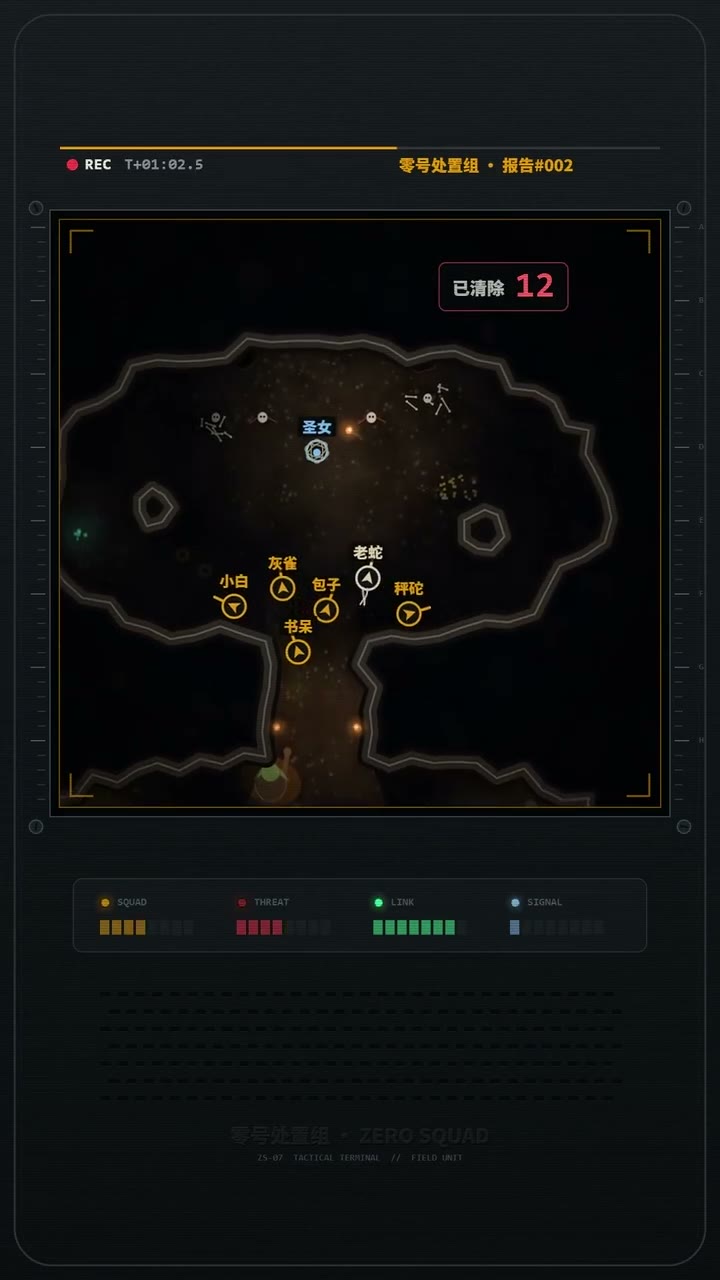 REC T+01:02.5
零号处置组 · 报告#002
已清除 12
圣女
老蛇
灰雀
小白
包子
秤砣
书呆
SQUAD
THREAT
LINK
SIGNAL
零号处置组 · ZERO SQUAD
ZS-07 TACTICAL TERMINAL // FIELD UNIT